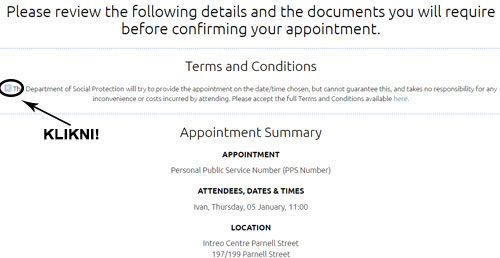 Please review the following details and the documents you will require
before confirming your appointment.
Terms and Conditions
The Department of Social Protection will try to provide the appointment on the date/time chosen, but cannot guarantee this, and takes no responsibility for any
inconvenience or costs incurred by attending. Please accept the full Terms and Conditions available here.
KLIKNI!
Appointment Summary
APPOINTMENT
Personal Public Service Number (PPS Number)
ATTENDEES, DATES & TIMES
Ivan, Thursday, 05 January, 11:00
LOCATION
Intreo Centre Parnell Street
197/199 Parnell Street